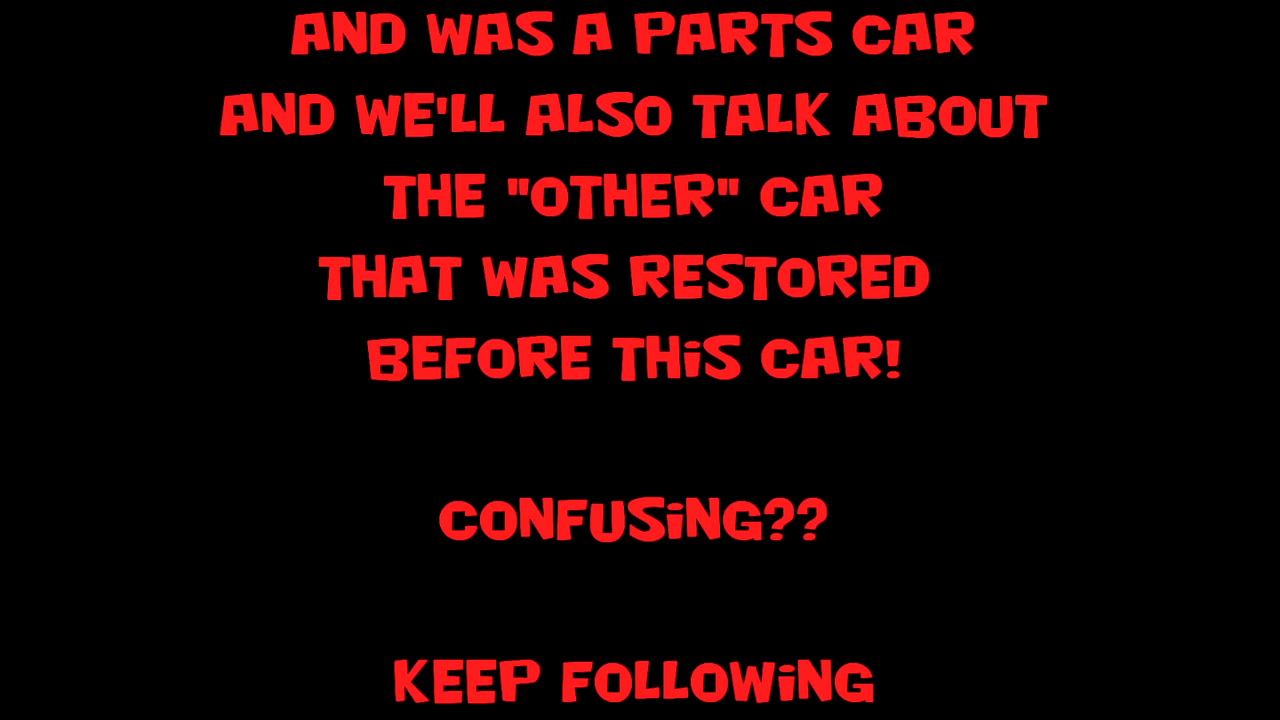 AND WAS A PARTS CAR
AND WE'LL ALSO TALK ABOUT
THE "OTHER" CAR
THAT WAS RESTORED
BEFORE THiS CAR!
CONFUSiNG??
KEEP FOLLOWiNG